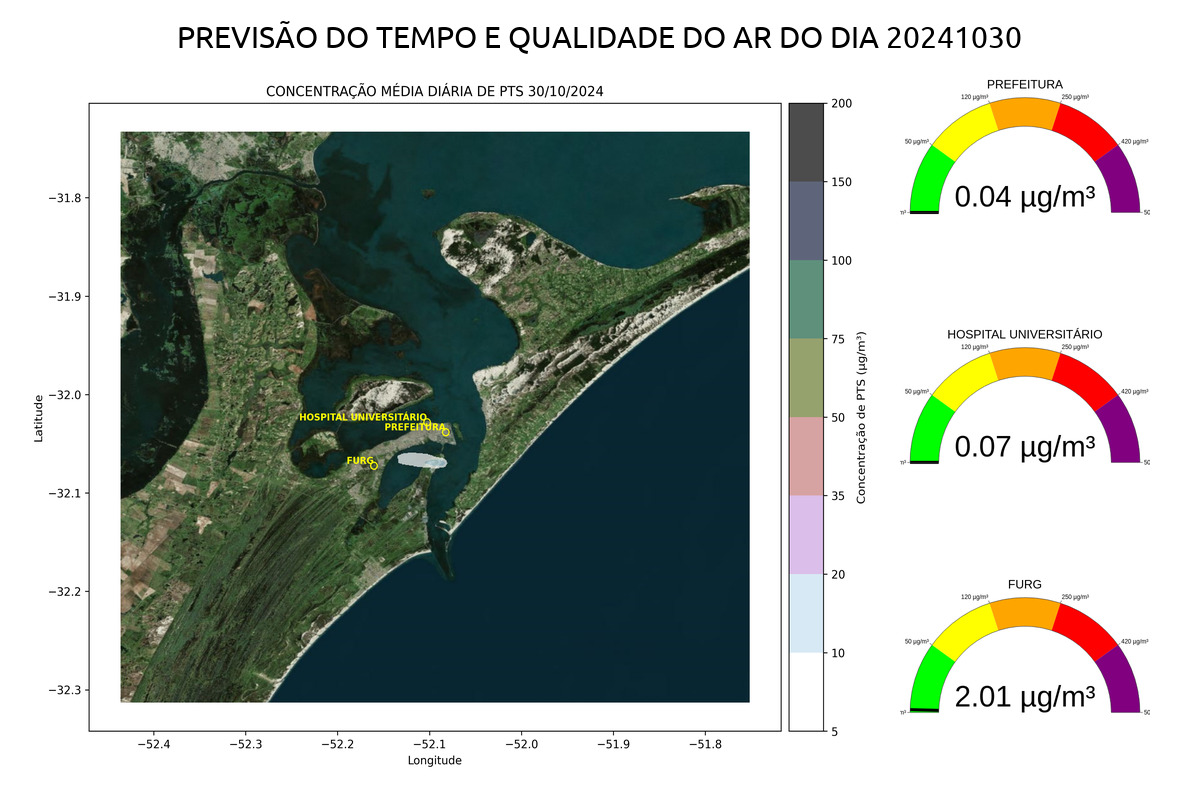 PREVISÃO DO TEMPO E QUALIDADE DO AR DO DIA 20241030
CONCENTRAÇÃO MÉDIA DIÁRIA DE PTS 30/10/2024
Latitude
−31.8
−31.9
−32.0
−32.1
−32.2
−32.3
HOSPITAL UNIVERSITÁRIO
PREFEITURA
FURG
−52.4
−52.3
−52.2
−52.1
−52.0
−51.9
−51.8
Longitude
200
150
100
75
50
35
20
10
5
Concentração de PTS (µg/m³)
PREFEITURA
120 µg/m³
250 µg/m³
50 µg/m³
420 µg/m³
0.04 µg/m³
HOSPITAL UNIVERSITÁRIO
120 µg/m³
250 µg/m³
50 µg/m³
420 µg/m³
0.07 µg/m³
FURG
120 µg/m³
250 µg/m³
50 µg/m³
420 µg/m³
2.01 µg/m³